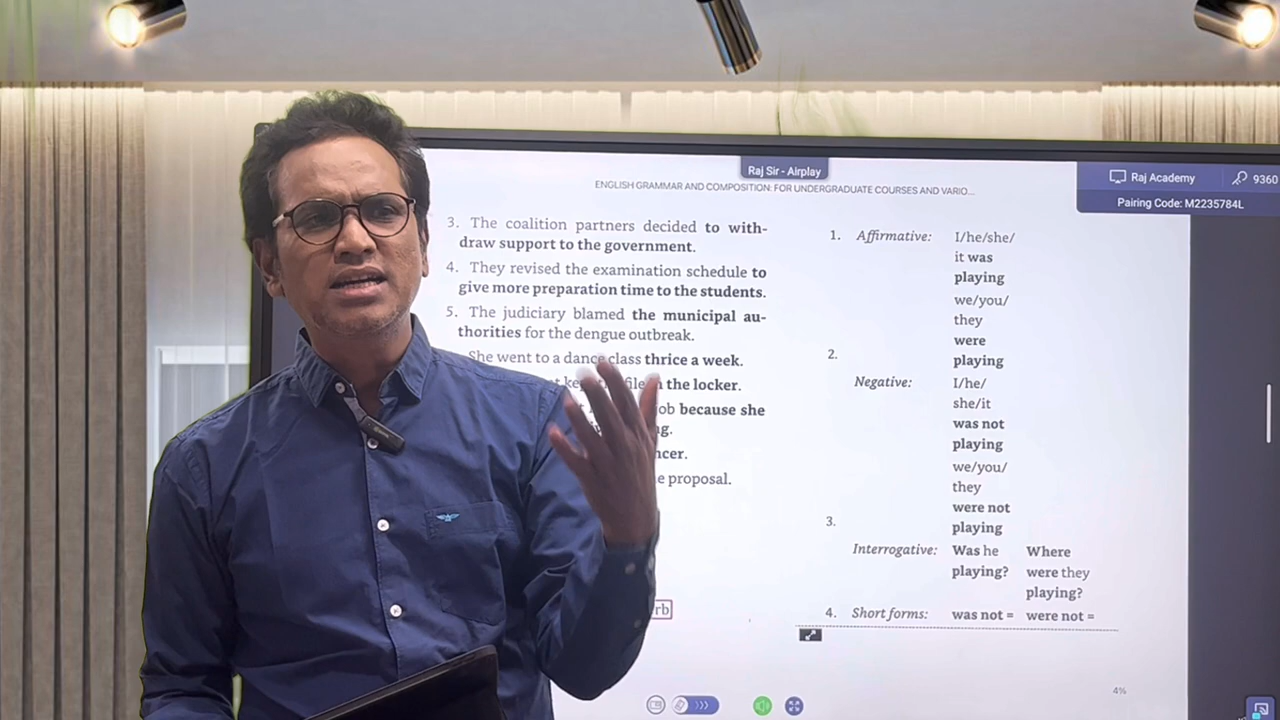 Raj Sir - Airplay
Raj Academy
9360
Pairing Code: M2235784L
ENGLISH GRAMMAR AND COMPOSITION: FOR UNDERGRADUATE COURSES AND VARIO...
3. The coalition partners decided to with-
draw support to the government.
4. They revised the examination schedule to
give more preparation time to the students.
5. The judiciary blamed the municipal au-
thorities for the dengue outbreak.
She went to a dance class thrice a week.
file the locker.
because she
proposal.
1. Affirmative: I/he/she/
it was
playing
we/you/
they
were
playing
2.
Negative: I/he/
she/it
was not
playing
we/you/
they
were not
playing
3.
Interrogative: Was he Where
playing? were they
playing?
4. Short forms: was not = were not =
4%